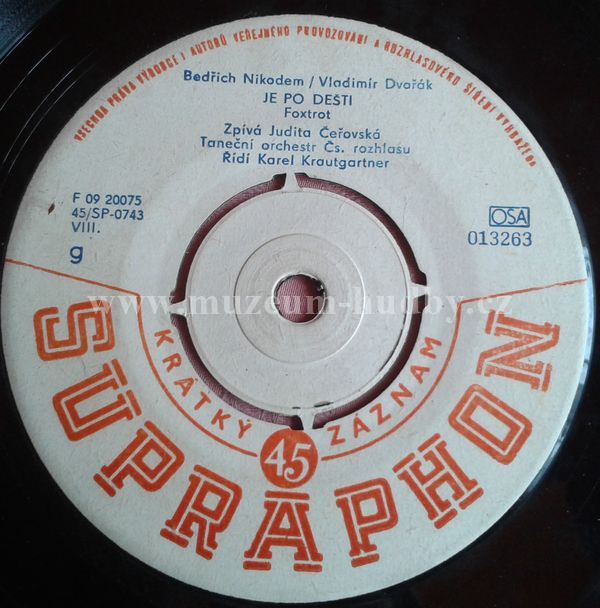 VŠECHNA PRÁVA VÝROBCE I AUTORŮ VEŘEJNÉHO PROVOZOVÁNÍ A ROZHLASOVÉHO ŠÍŘENÍ VYHRAŽENA
Bedřich Nikodem / Vladimír Dvořák
JE PO DEŠTI
Foxtrot
Zpívá Judita Čeřovská
Taneční orchestr Čs. rozhlasu
Řídí Karel Krautgartner
F 09 20075
45/SP-0743
VIII.
g
OSA
013263
www.muzeum-hudby.cz
KRÁTKÝ 45 ZÁZNAM
SUPRAPHON